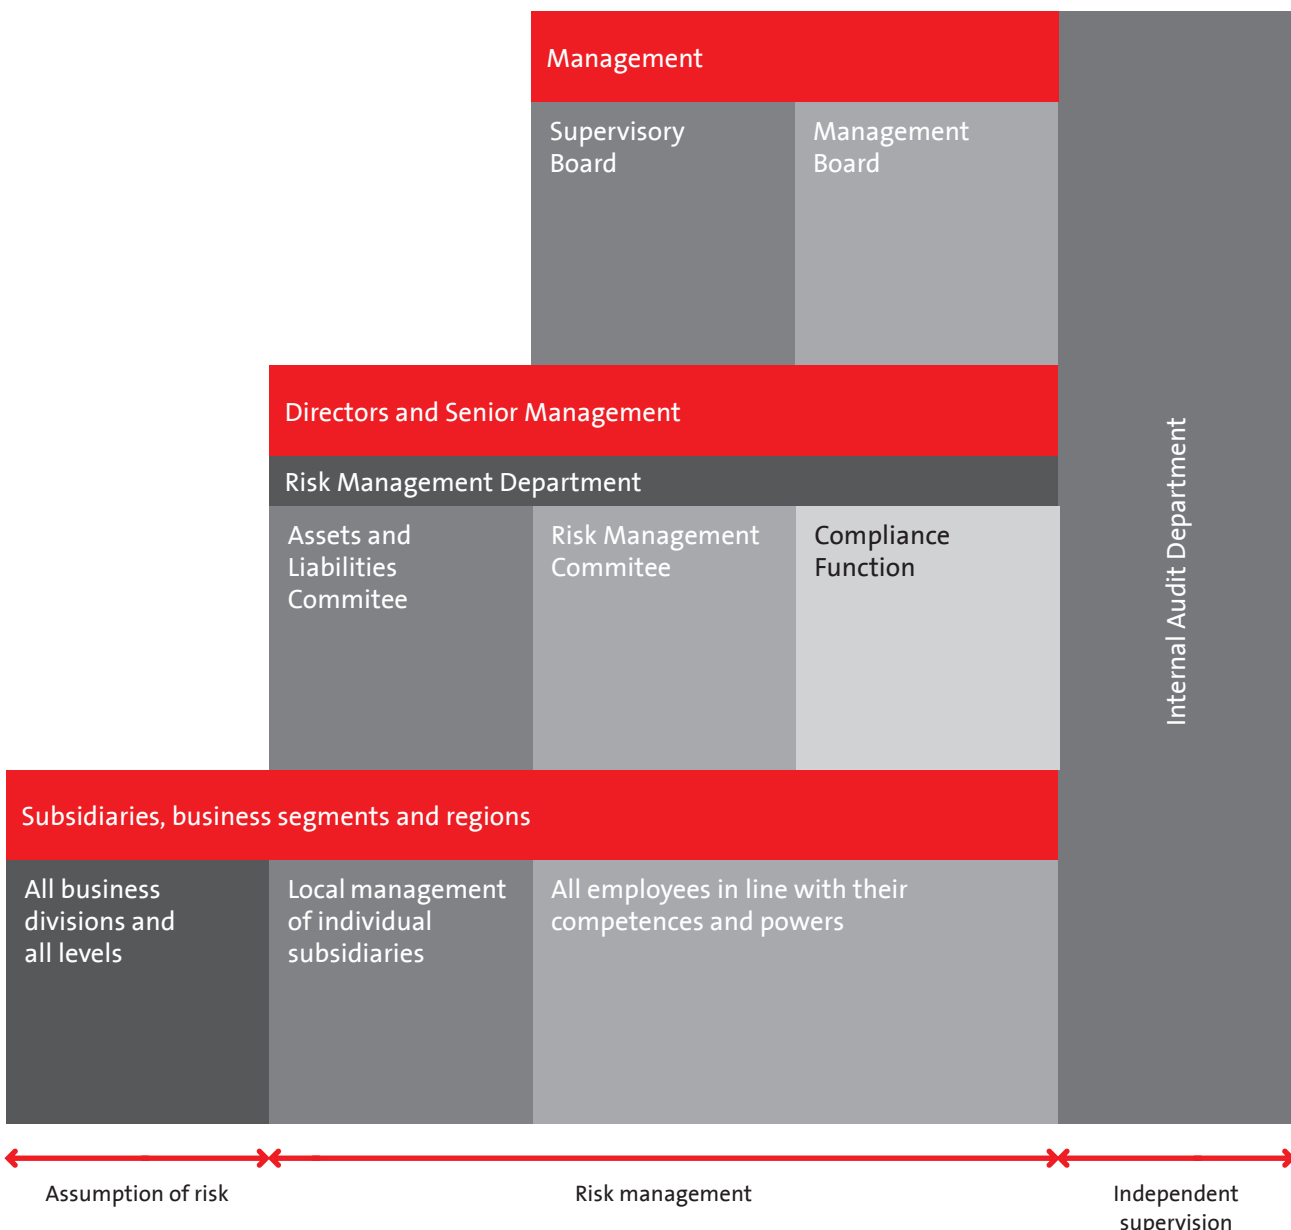 Management
Supervisory
Board
Management
Board
Directors and Senior Management
Risk Management Department
Assets and
Liabilities
Commitee
Risk Management
Commitee
Compliance
Function
Internal Audit Department
Subsidiaries, business segments and regions
All business
divisions and
all levels
Local management
of individual
subsidiaries
All employees in line with their
competences and powers
Assumption of risk
Risk management
Independent
supervision